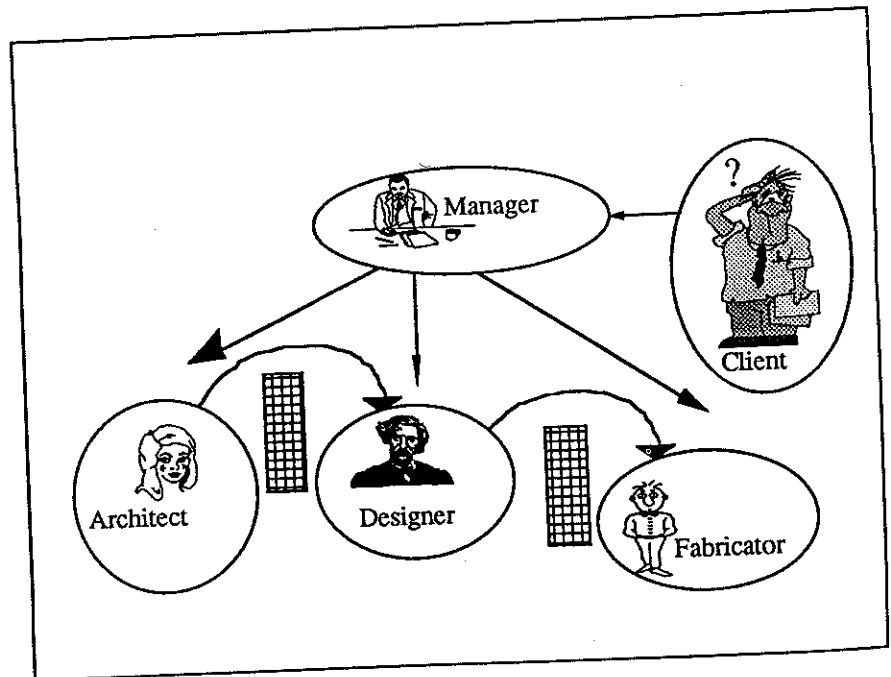 ?
Manager
Client
Architect
Designer
Fabricator